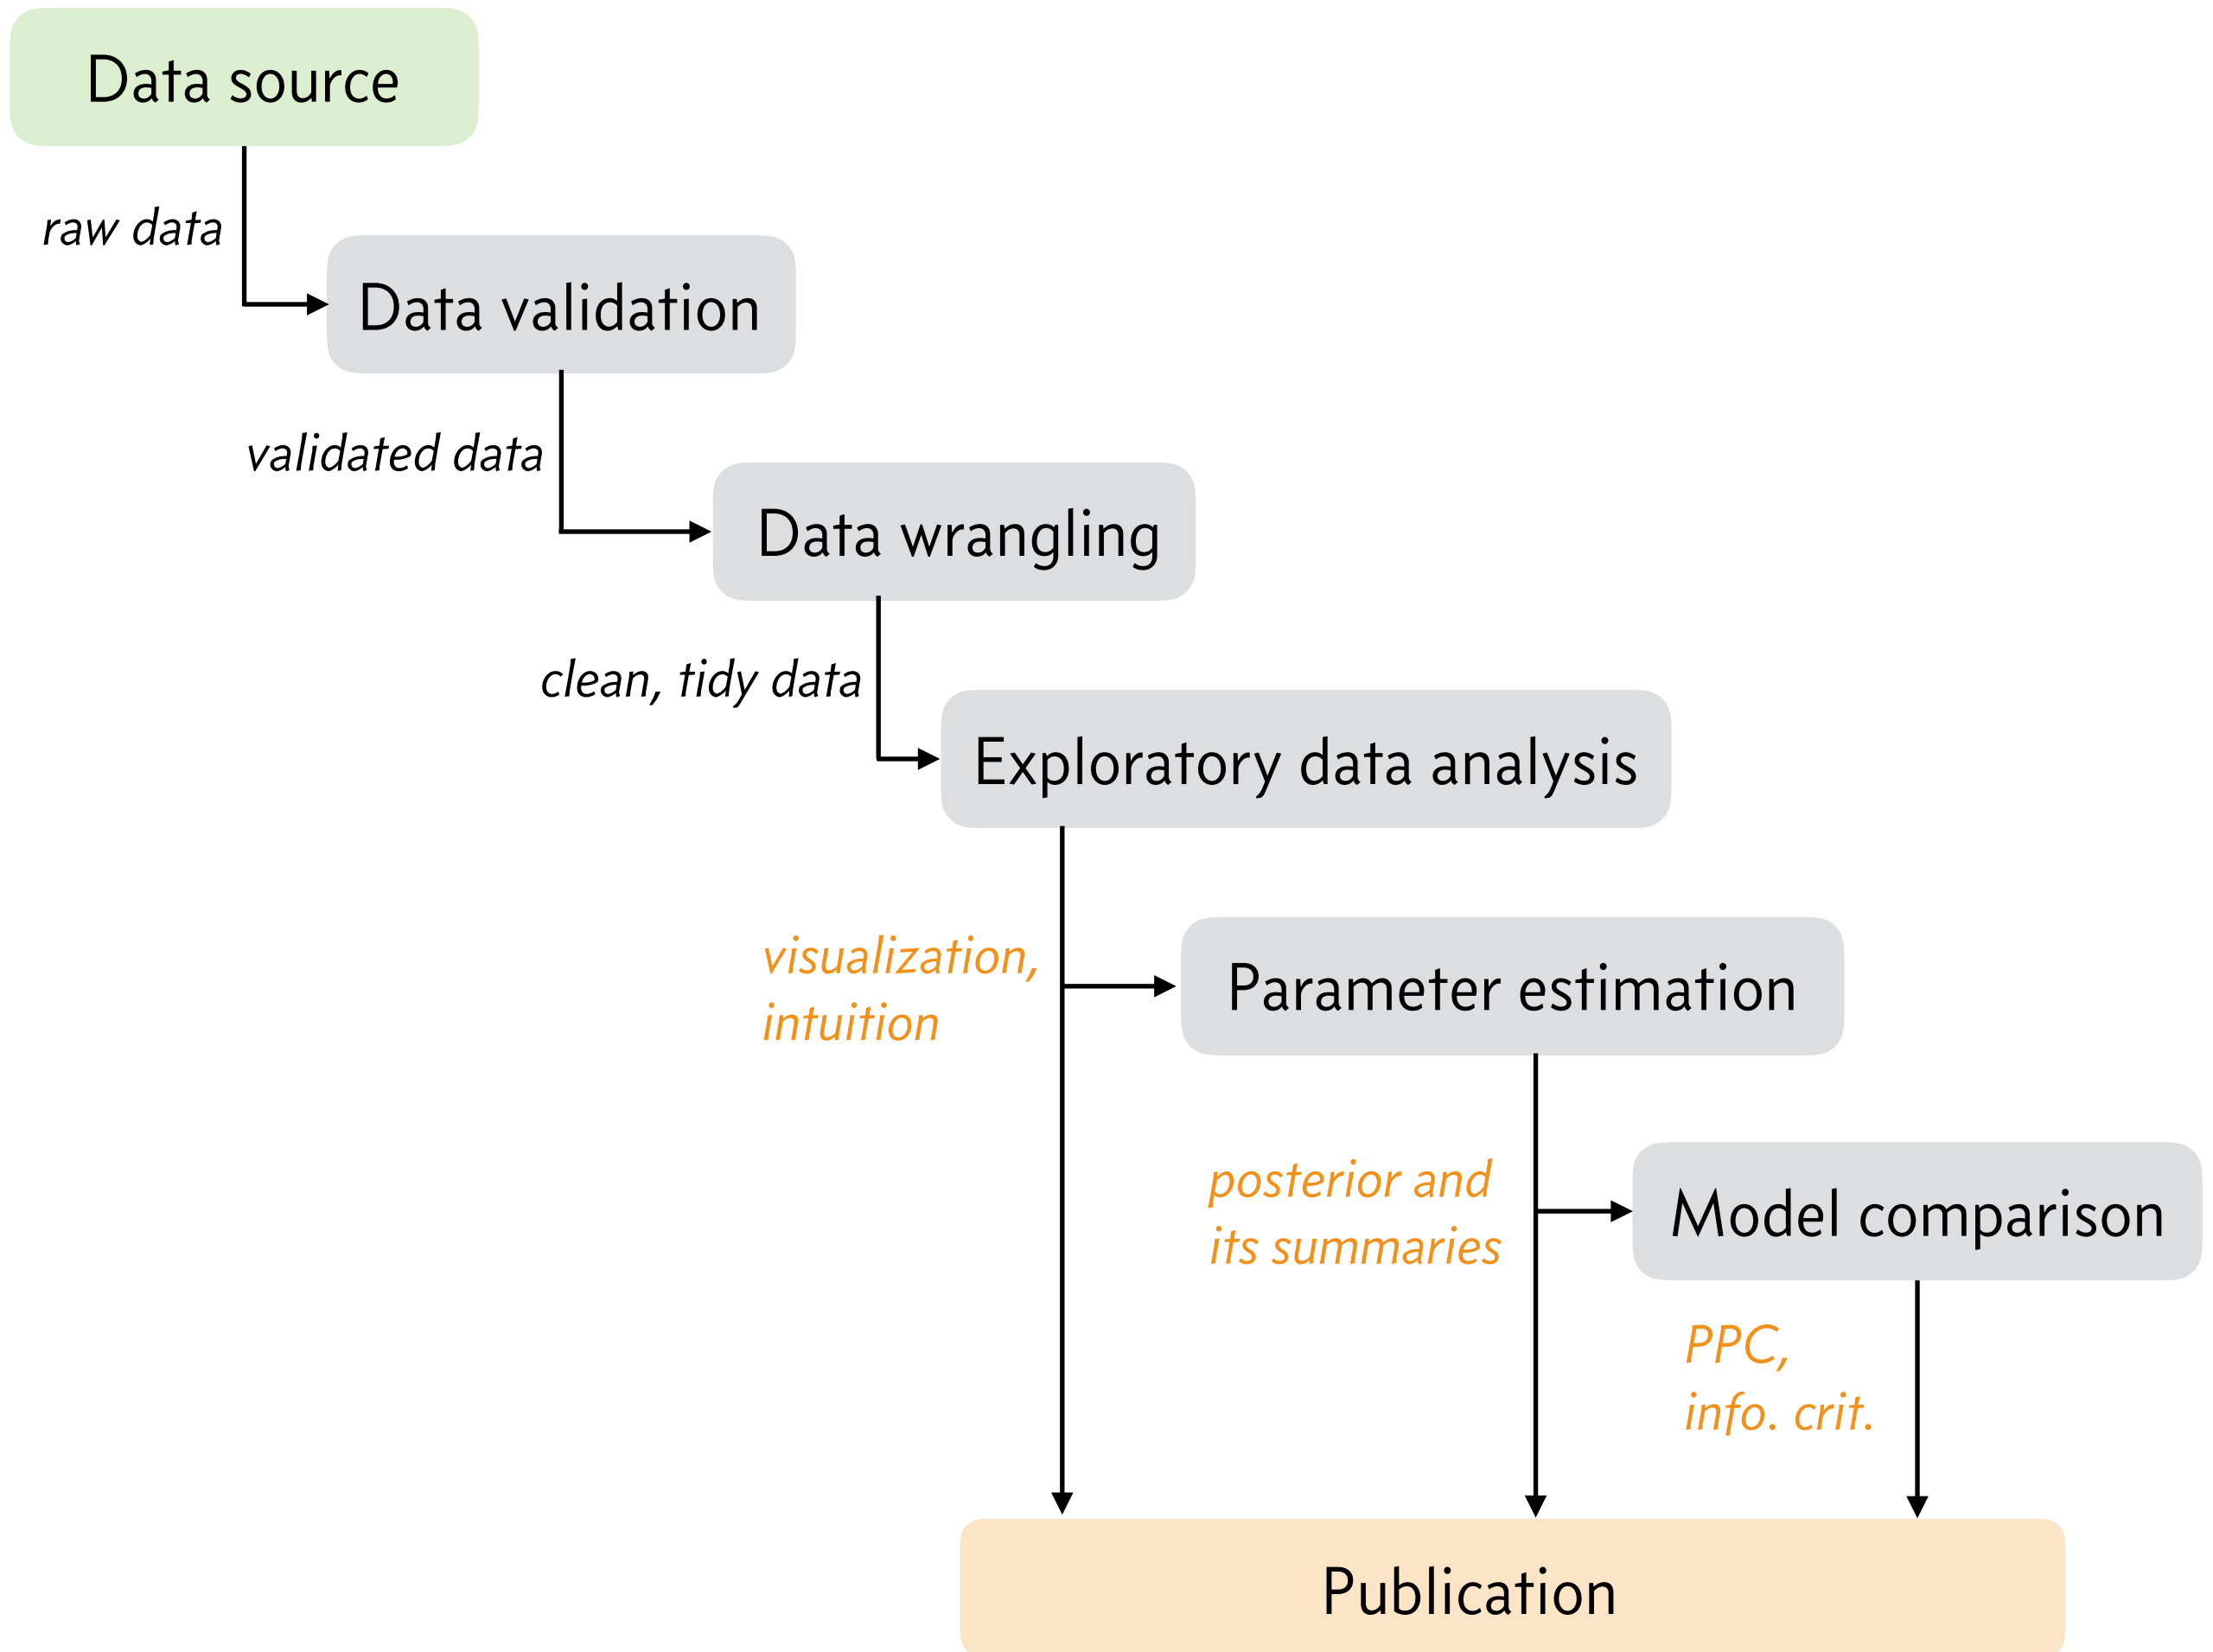 Data source
raw data
Data validation
validated data
Data wrangling
clean, tidy data
Exploratory data analysis
visualization,
intuition
Parameter estimation
posterior and
its summaries
Model comparison
PPC,
info. crit.
Publication